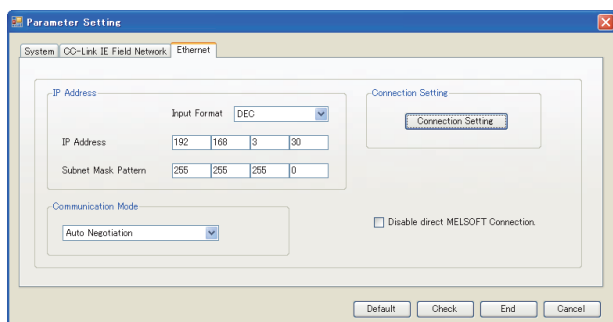 Parameter Setting
System CC-Link IE Field Network Ethernet
IP Address
Input Format DEC
IP Address 192 168 3 30
Subnet Mask Pattern 255 255 255 0
Communication Mode
Auto Negotiation
Connection Setting
Connection Setting
Disable direct MELSOFT Connection.
Default Check End Cancel